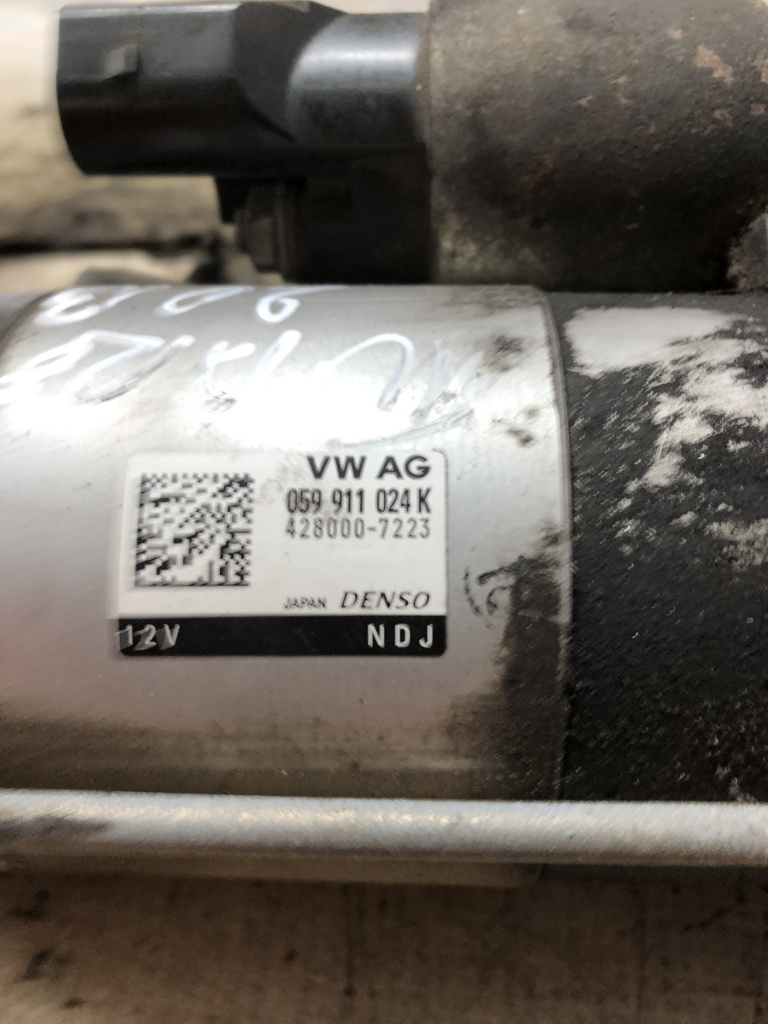 VW AG
059 911 024 K
428000-7223
JAPAN DENSO
12V NDJ